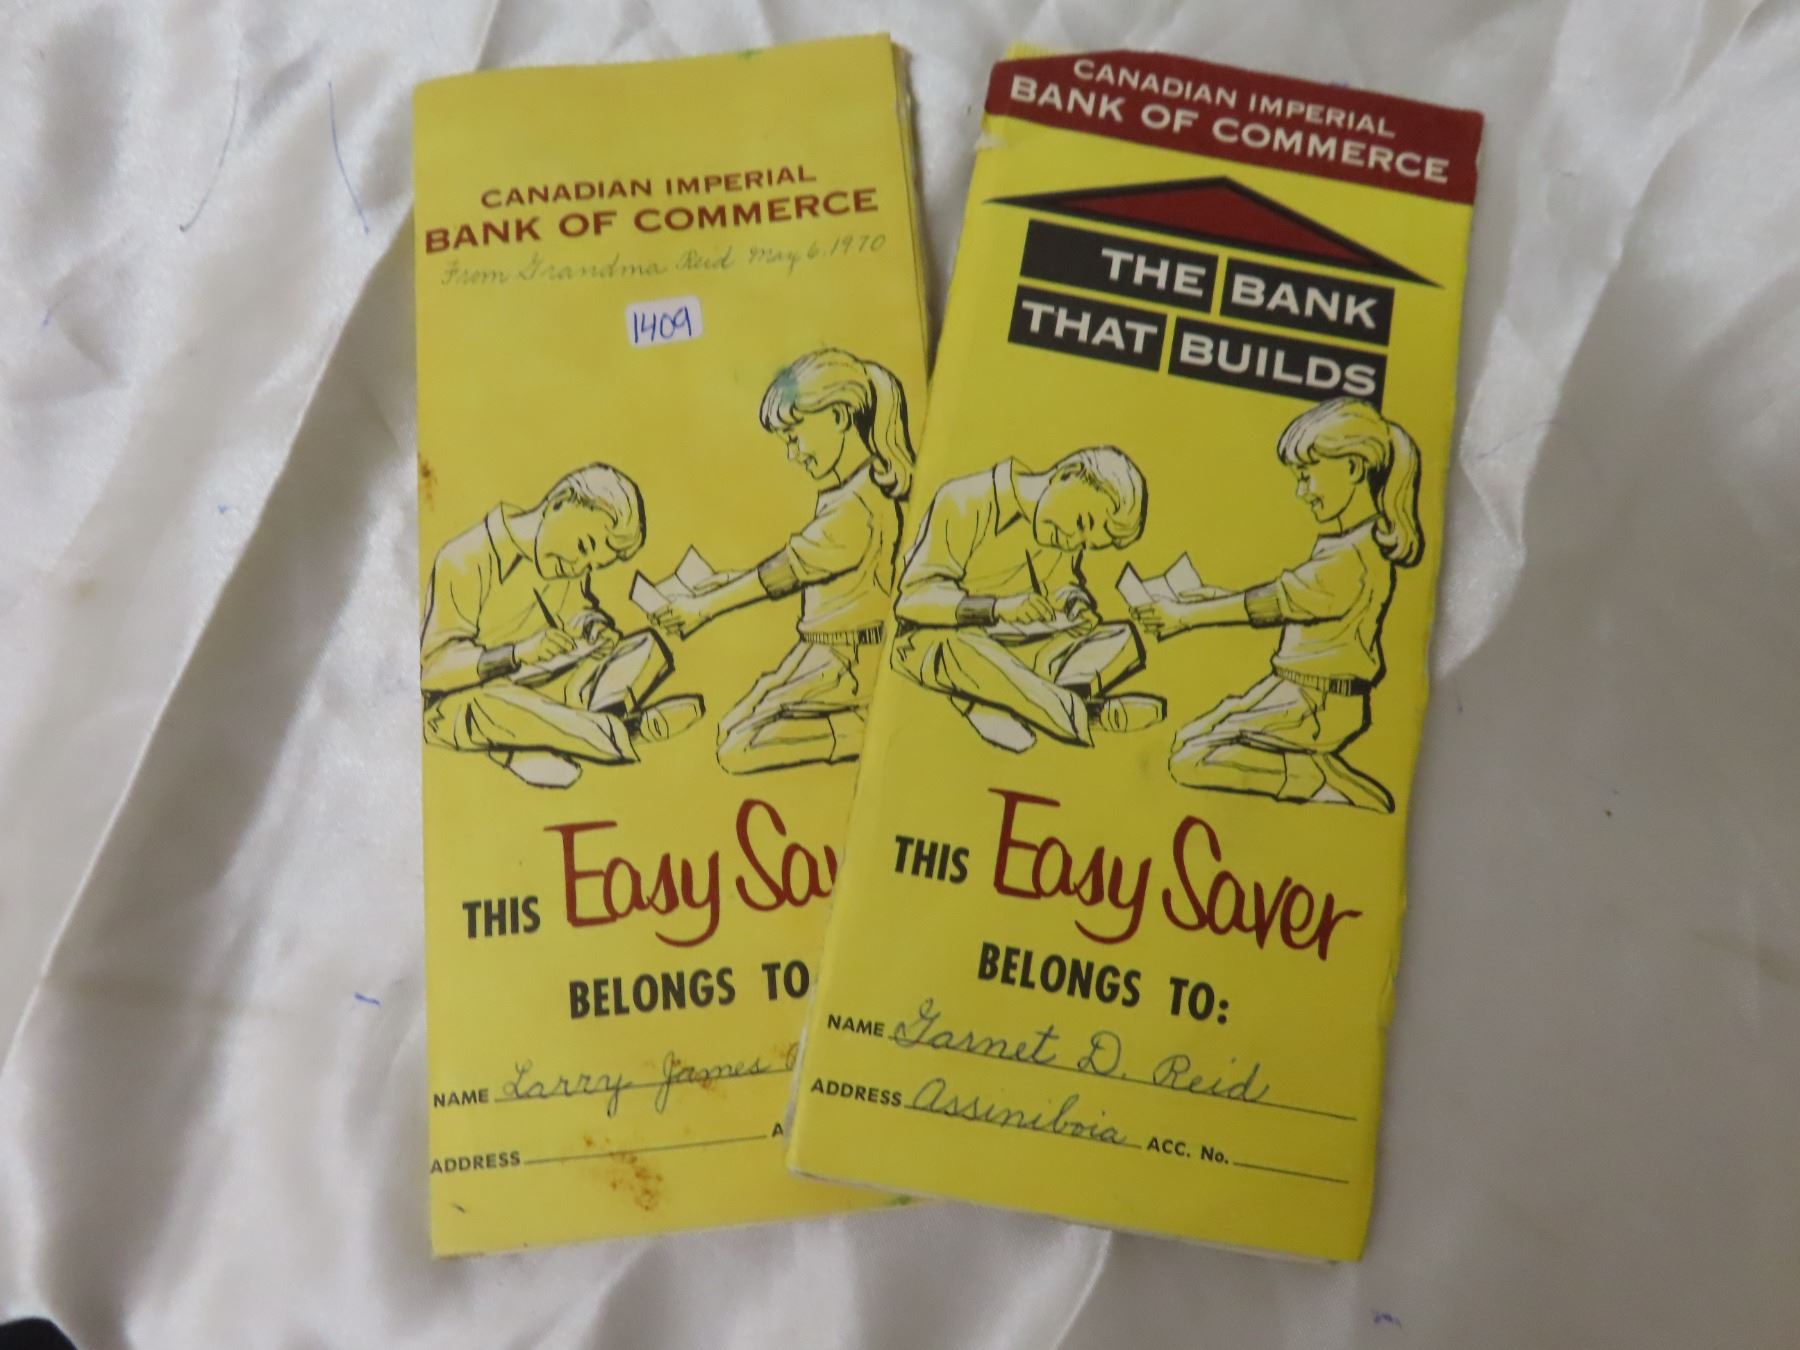 CANADIAN IMPERIAL
BANK OF COMMERCE
From Grandma Reid May 6, 1970
1409
THIS Easy Sav
BELONGS TO
NAME Larry James
ADDRESS
CANADIAN IMPERIAL
BANK OF COMMERCE
THE BANK
THAT BUILDS
THIS Easy Saver
BELONGS TO:
NAME Garnet D. Reid
ADDRESS Assiniboia ACC. No.